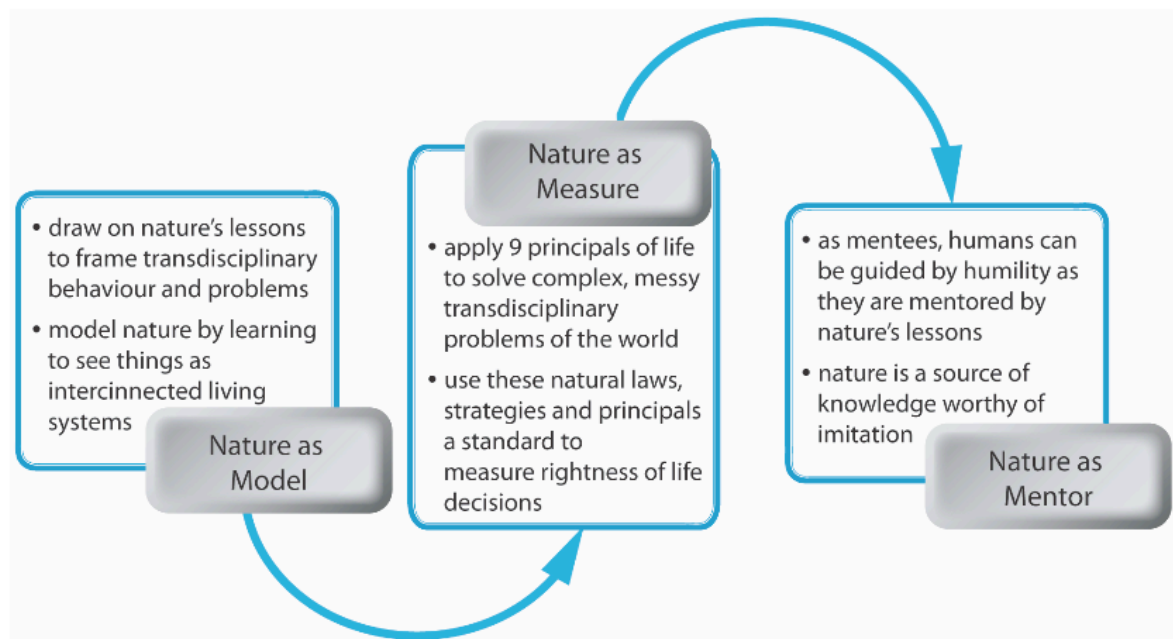 • draw on nature’s lessons
to frame transdisciplinary
behaviour and problems
• model nature by learning
to see things as
intercinnected living
systems
Nature as
Model
Nature as
Measure
• apply 9 principals of life
to solve complex, messy
transdisciplinary
problems of the world
• use these natural laws,
strategies and principals
a standard to
measure rightness of life
decisions
• as mentees, humans can
be guided by humility as
they are mentored by
nature’s lessons
• nature is a source of
knowledge worthy of
imitation
Nature as
Mentor